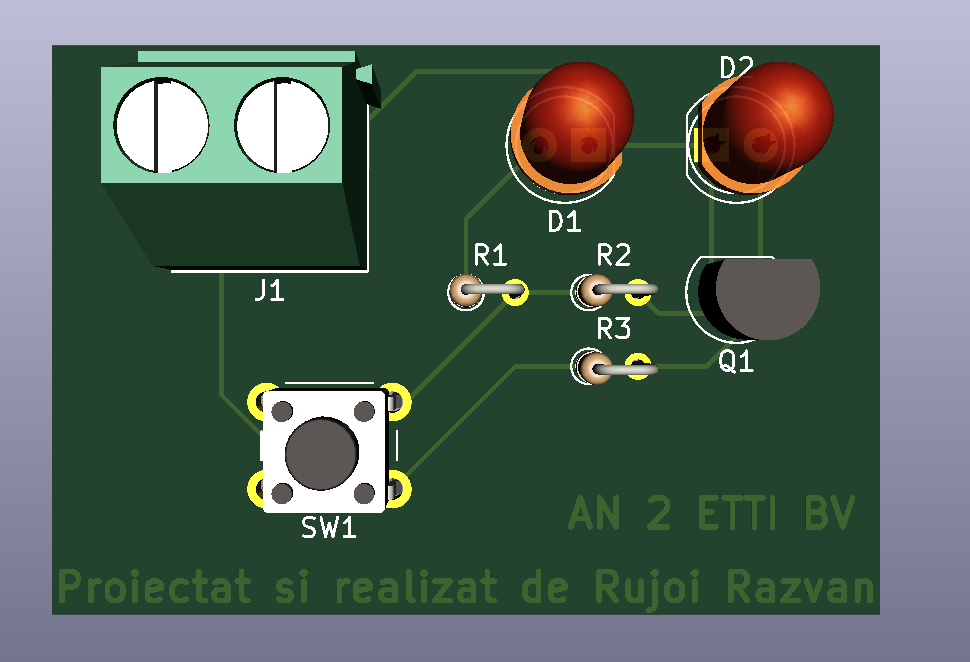 D2
D1
R1
R2
J1
R3
Q1
SW1
AN 2 ETTI BV
Proiectat si realizat de Rujoi Razvan